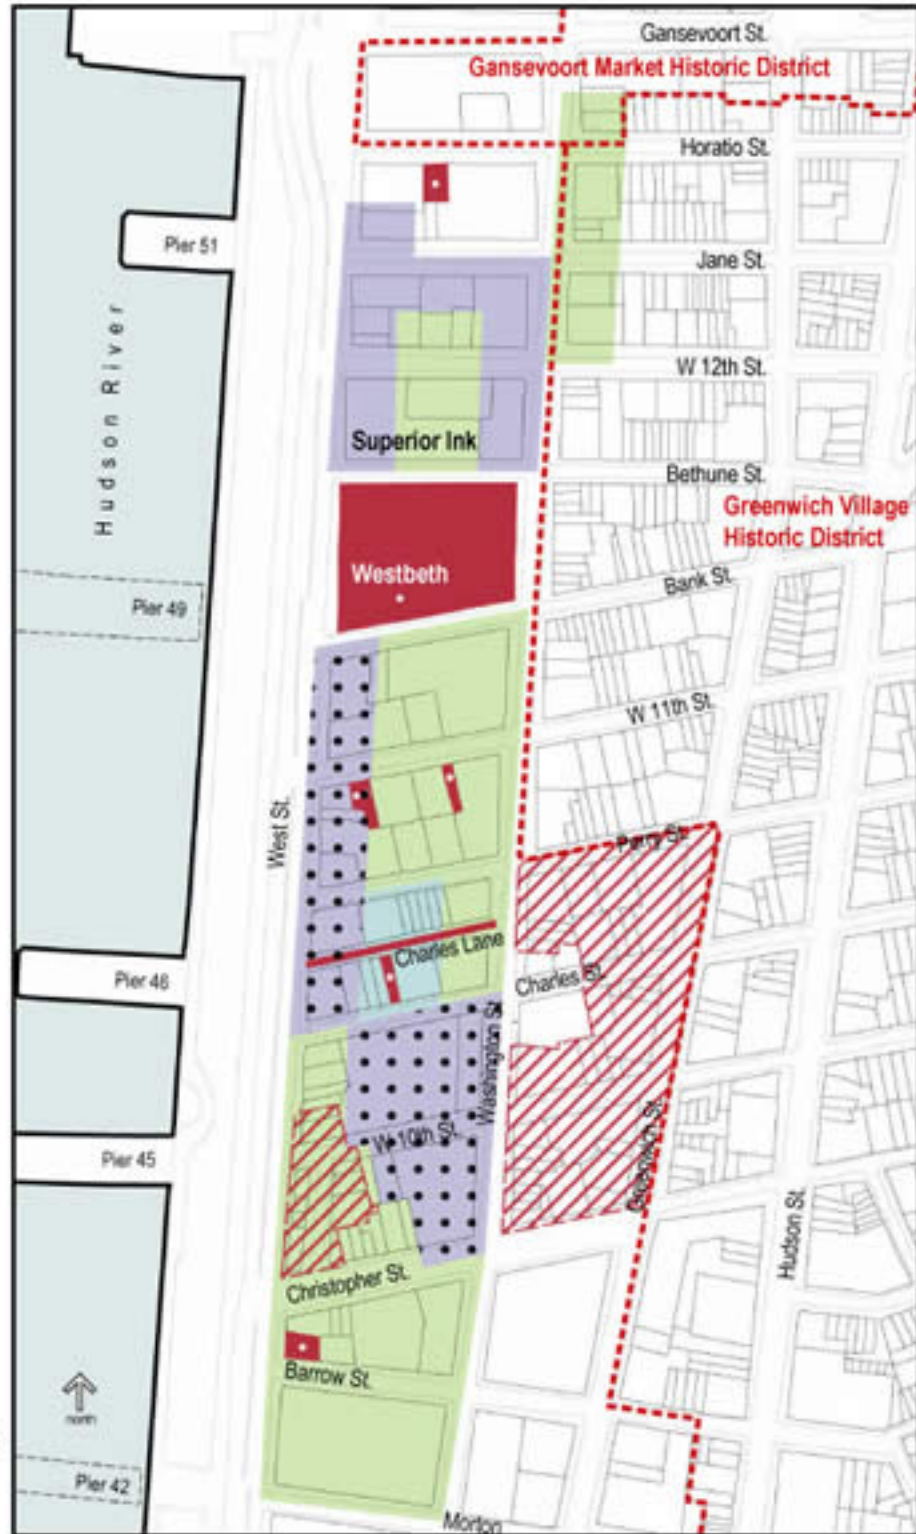 Gansevoort St.
Gansevoort Market Historic District
Horatio St.
Pier 51
Jane St.
Hudson River
W 12th St.
Superior Ink
Bethune St.
Greenwich Village
Historic District
Westbeth
Bank St.
Pier 49
W 11th St.
West St.
Perry St.
Charles Lane
Pier 46
Charles St.
Washington St.
W 10th St.
Greenwich St.
Pier 45
Hudson St.
Christopher St.
Barrow St.
north
Pier 42
Morton